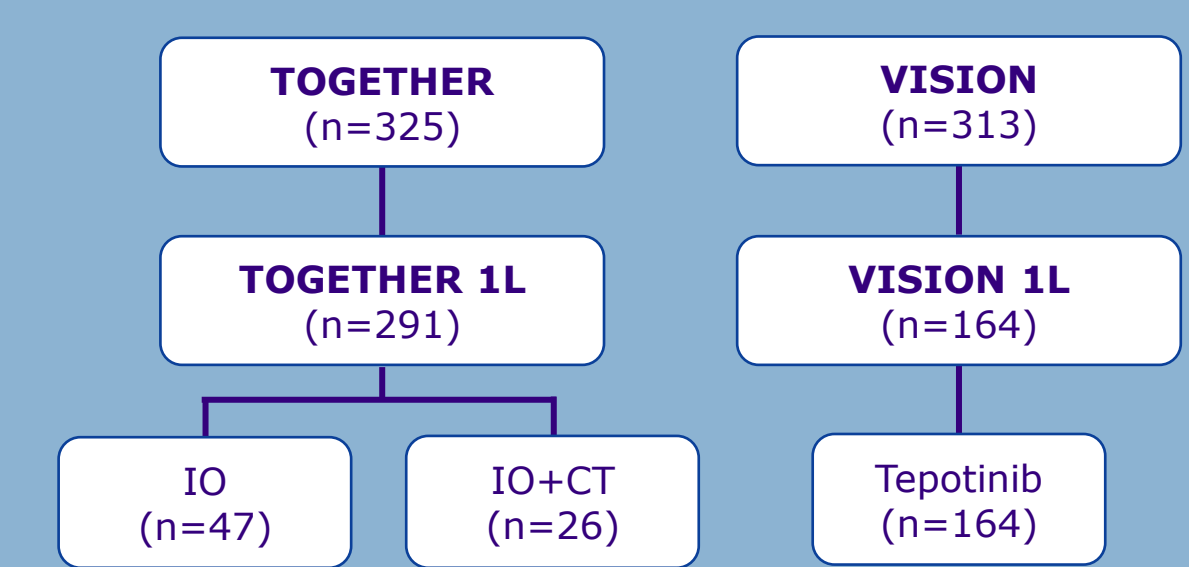 TOGETHER
(n=325)
VISION
(n=313)
TOGETHER 1L
(n=291)
VISION 1L
(n=164)
IO
(n=47)
IO+CT
(n=26)
Tepotinib
(n=164)